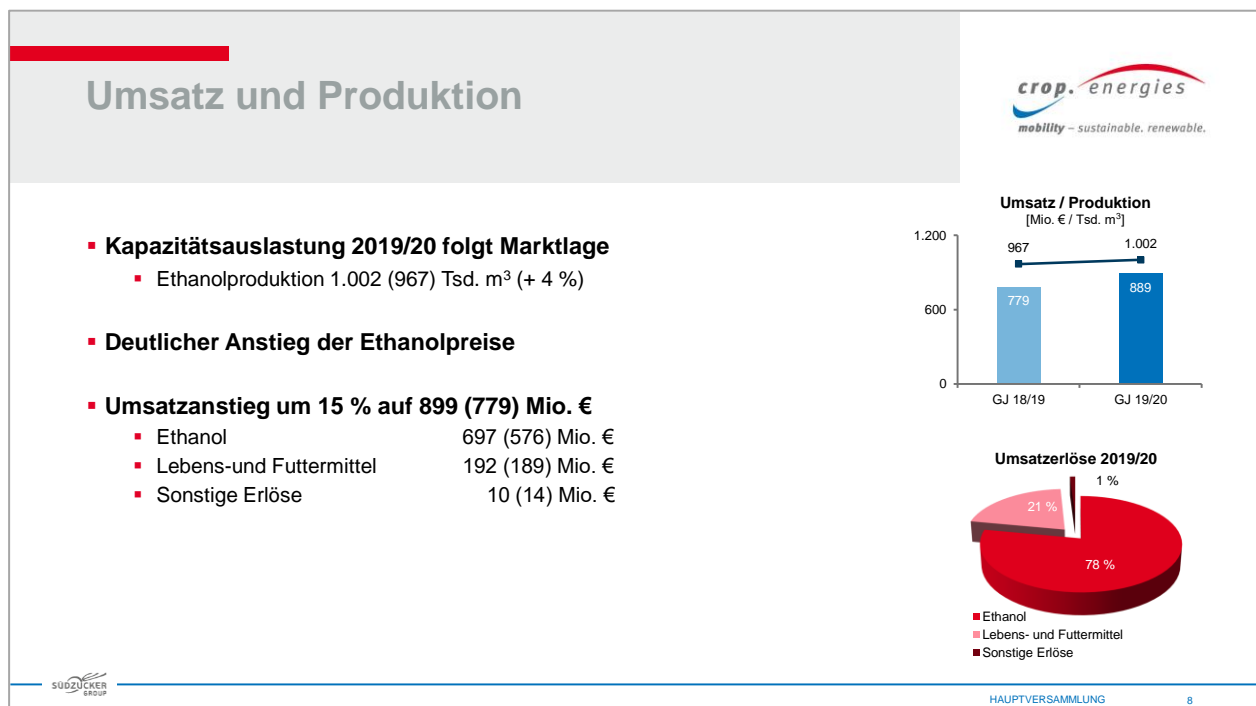 Umsatz und Produktion
crop.energies
mobility – sustainable. renewable.
▪ Kapazitätsauslastung 2019/20 folgt Marktlage
▪ Ethanolproduktion 1.002 (967) Tsd. m³ (+ 4 %)
▪ Deutlicher Anstieg der Ethanolpreise
▪ Umsatzanstieg um 15 % auf 899 (779) Mio. €
▪ Ethanol 697 (576) Mio. €
▪ Lebens-und Futtermittel 192 (189) Mio. €
▪ Sonstige Erlöse 10 (14) Mio. €
Umsatz / Produktion
[Mio. € / Tsd. m³]
1.200
967 1.002
779 889
600
0
GJ 18/19 GJ 19/20
Umsatzerlöse 2019/20
1 %
21 %
78 %
Ethanol
Lebens- und Futtermittel
Sonstige Erlöse
SÜDZUCKER
GROUP
HAUPTVERSAMMLUNG 8